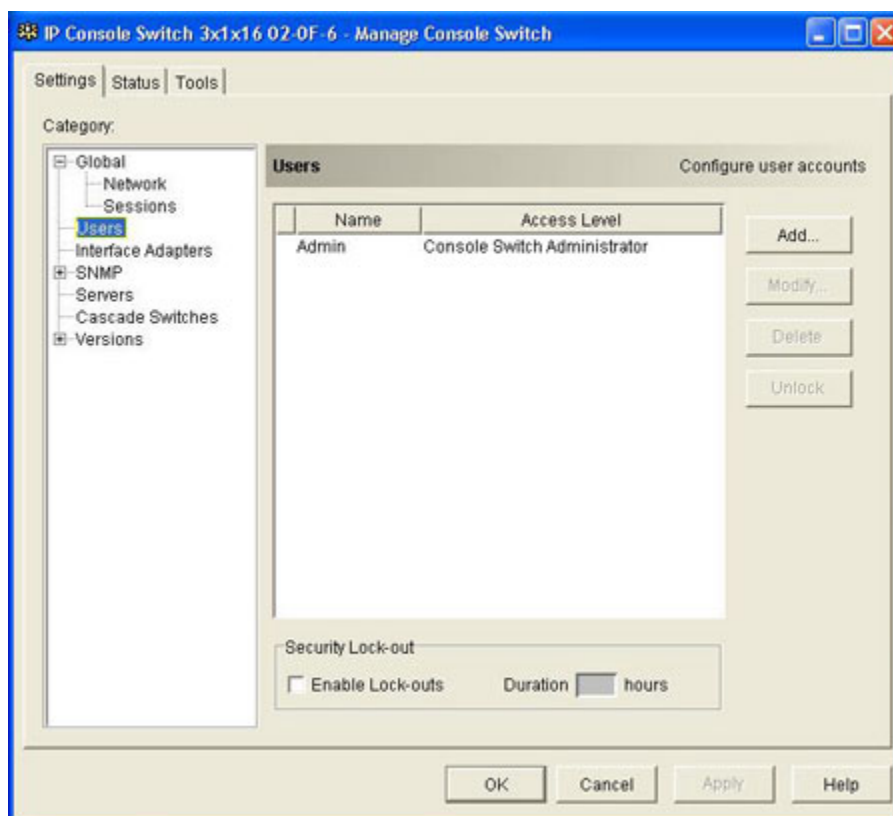 IP Console Switch 3x1x16 02-0F-6 - Manage Console Switch
Settings
Status
Tools
Category:
Global
Network
Sessions
Users
Interface Adapters
SNMP
Servers
Cascade Switches
Versions
Users
Configure user accounts
Name
Access Level
Admin
Console Switch Administrator
Add...
Modify...
Delete
Unlock
Security Lock-out
Enable Lock-outs
Duration
hours
OK
Cancel
Apply
Help